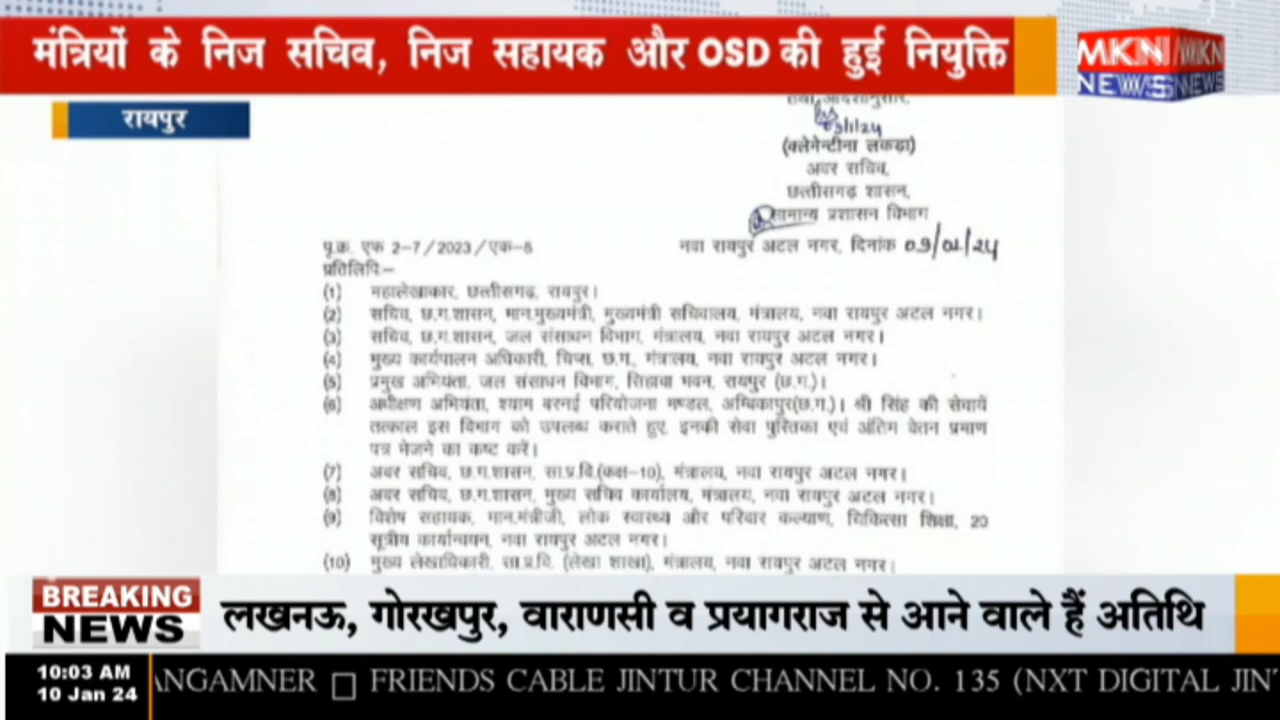 मंत्रियों के निज सचिव, निज सहायक और OSD की हुई नियुक्ति
MKN
NEWS
रायपुर
तथा आदेशानुसार,
(क्लेमेन्टीना लकड़ा)
अवर सचिव,
छत्तीसगढ़ शासन,
सामान्य प्रशासन विभाग
पृ.क्र. एफ 2-7/2023/एक-6
नवा रायपुर अटल नगर, दिनांक 09/01/24
प्रतिलिपि:-
(1) महालेखाकार, छत्तीसगढ़, रायपुर।
(2) सचिव, छ.ग.शासन, मान.मुख्यमंत्री, मुख्यमंत्री सचिवालय, मंत्रालय, नवा रायपुर अटल नगर।
(3) सचिव, छ.ग.शासन, जल संसाधन विभाग, मंत्रालय, नवा रायपुर अटल नगर।
(4) मुख्य कार्यपालन अधिकारी, चिप्स, छ.ग., मंत्रालय, नवा रायपुर अटल नगर।
(5) प्रमुख अभियंता, जल संसाधन विभाग, सिहावा भवन, रायपुर (छ.ग.)।
(6) अधीक्षण अभियंता, श्याम बरनई परियोजना मण्डल, अम्बिकापुर(छ.ग.)। श्री सिंह की सेवायें
तत्काल इस विभाग को उपलब्ध कराते हुए, इनकी सेवा पुस्तिका एवं अंतिम वेतन प्रमाण
पत्र भेजने का कष्ट करें।
(7) अवर सचिव, छ.ग.शासन, सा.प्र.वि.(कक्ष-10), मंत्रालय, नवा रायपुर अटल नगर।
(8) अवर सचिव, छ.ग.शासन, मुख्य सचिव कार्यालय, मंत्रालय, नवा रायपुर अटल नगर।
(9) विशेष सहायक, मान.मंत्रीजी, लोक स्वास्थ्य और परिवार कल्याण, चिकित्सा शिक्षा, 20
सूत्रीय कार्यान्वयन, नवा रायपुर अटल नगर।
(10) मुख्य लेखाधिकारी, सा.प्र.वि. (लेखा शाखा), मंत्रालय, नवा रायपुर अटल नगर।
BREAKING
NEWS
लखनऊ, गोरखपुर, वाराणसी व प्रयागराज से आने वाले हैं अतिथि
10:03 AM
10 Jan 24
ANGAMNER □ FRIENDS CABLE JINTUR CHANNEL NO. 135 (NXT DIGITAL JINT